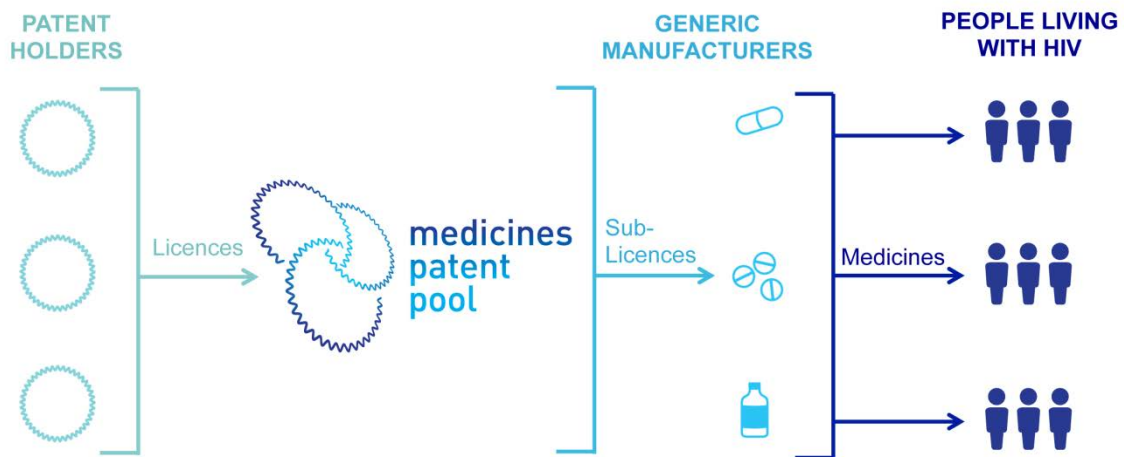 PATENT
HOLDERS
GENERIC
MANUFACTURERS
PEOPLE LIVING
WITH HIV
Licences
medicines
patent
pool
Sub-
Licences
Medicines